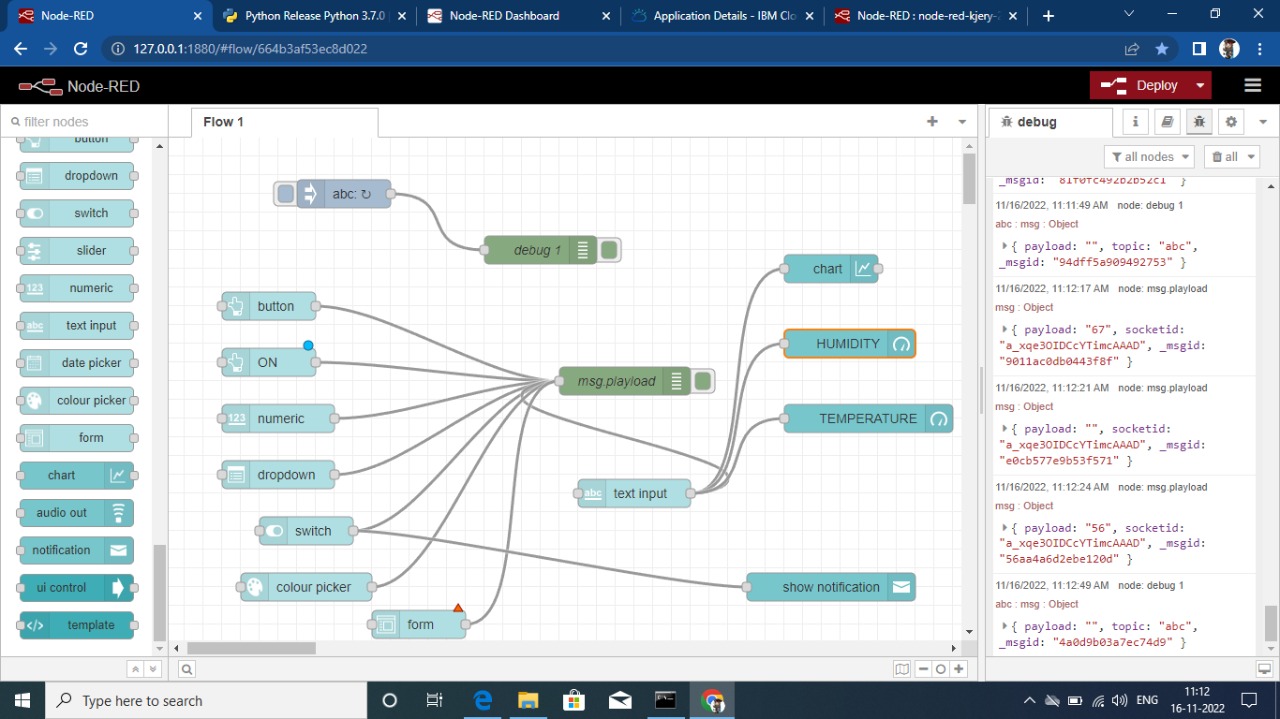 Node-RED
Python Release Python 3.7.0 |
Node-RED Dashboard
Application Details - IBM Clo
Node-RED : node-red-kjery-2
127.0.0.1:1880/#flow/664b3af53ec8d022
Node-RED
Deploy
filter nodes
Flow 1
debug
all nodes
all
button
dropdown
switch
slider
123 numeric
abc text input
date picker
colour picker
form
chart
audio out
notification
ui control
</> template
abc: ↻
debug 1
button
ON
123 numeric
dropdown
switch
colour picker
form
msg.playload
abc text input
chart
HUMIDITY
TEMPERATURE
show notification
_msgid: "81f0fc492b2b52c1" }
11/16/2022, 11:11:49 AM node: debug 1
abc : msg : Object
{ payload: "", topic: "abc",
_msgid: "94dff5a909492753" }
11/16/2022, 11:12:17 AM node: msg.playload
msg : Object
{ payload: "67", socketid:
"a_xqe3OIDCcYTimcAAAD", _msgid:
"9011ac0db0443f8f" }
11/16/2022, 11:12:21 AM node: msg.playload
msg : Object
{ payload: "", socketid:
"a_xqe3OIDCcYTimcAAAD", _msgid:
"e0cb577e9b53f571" }
11/16/2022, 11:12:24 AM node: msg.playload
msg : Object
{ payload: "56", socketid:
"a_xqe3OIDCcYTimcAAAD", _msgid:
"56aa4a6d2ebe120d" }
11/16/2022, 11:12:49 AM node: debug 1
abc : msg : Object
{ payload: "", topic: "abc",
_msgid: "4a0d9b03a7ec74d9" }
Type here to search
ENG
11:12
16-11-2022